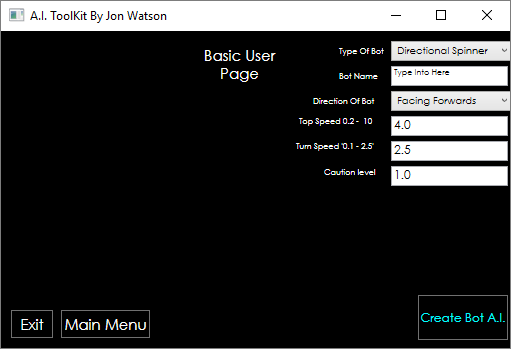 A.I. ToolKit By Jon Watson
Basic User
Page
Type Of Bot
Directional Spinner
Bot Name
Type Into Here
Direction Of Bot
Facing Forwards
Top Speed 0.2 - 10
4.0
Turn Speed '0.1 - 2.5'
2.5
Caution level
1.0
Exit
Main Menu
Create Bot A.I.